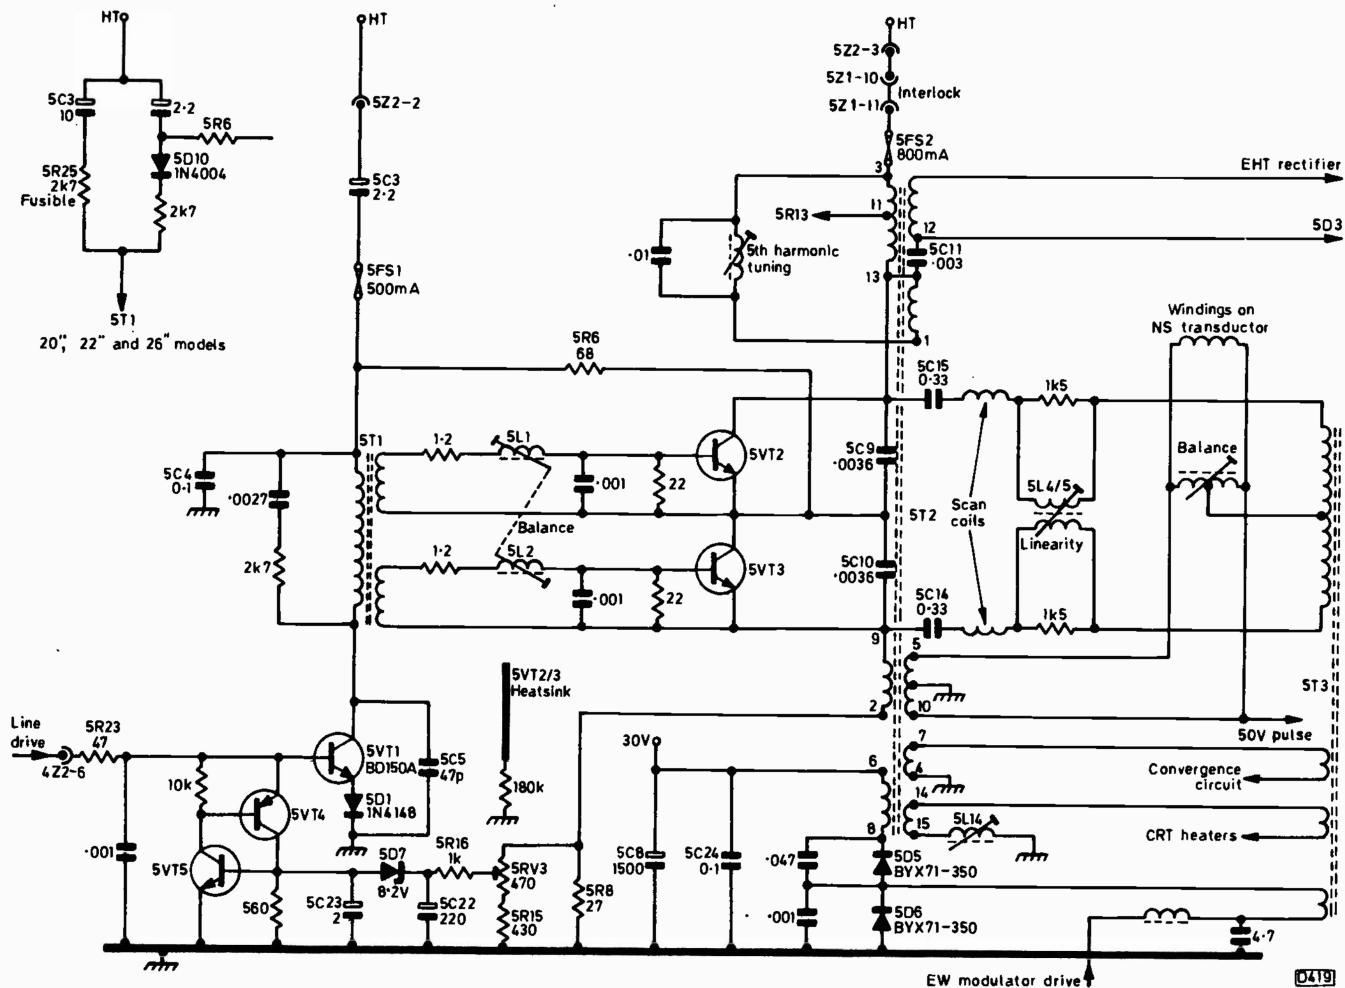 HT
5C3
10
2·2
5R6
5D10
1N4004
5R25
2k7
Fusible
2k7
5T1
20", 22" and 26" models
HT
5Z2-2
5C3
2·2
5FS1
500mA
HT
5Z2-3
5Z1-10
Interlock
5Z1-11
5FS2
800mA
3
11
5R13
·01
5th harmonic
tuning
13
12
5C11
·003
1
EHT rectifier
5D3
Windings on
NS transductor
5R6
68
5C15
0·33
1k5
5T1
1·2
5L1
5VT2
5C9
·0036
5C4
0·1
·0027
·001
22
Balance
5T2
Scan
coils
5L4/5
Linearity
Balance
2k7
1·2
5L2
5VT3
5C10
·0036
·001
22
5C14
0·33
1k5
9
5
5T3
5VT2/3
Heatsink
2
10
50V pulse
Line
drive
5R23
47
4Z2-6
5VT1
BD150A
5C5
47p
5D1
1N4148
10k
5VT4
180k
30V
6
7
4
Convergence
circuit
14
15
5L14
CRT heaters
8
·001
5VT5
560
5C23
2
5D7
8·2V
5R16
1k
5C22
220
5RV3
470
5R15
430
5R8
27
5C8
1500
5C24
0·1
·047
5D5
BYX71-350
·001
5D6
BYX71-350
4·7
EW modulator drive
D419